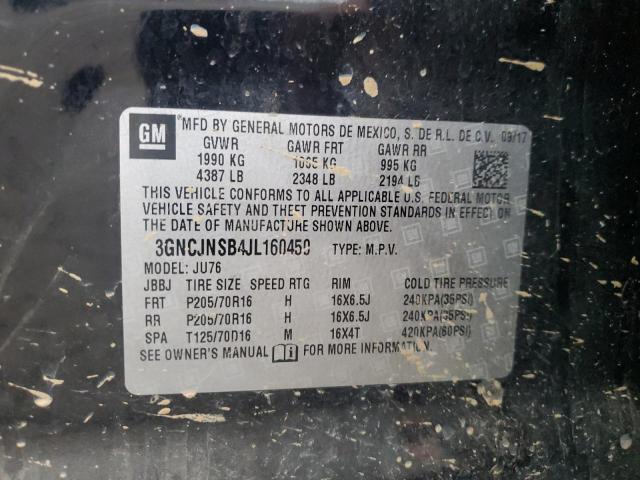 GM
MFD BY GENERAL MOTORS DE MEXICO, S. DE R.L. DE C.V. 09/17
GVWR GAWR FRT GAWR RR
1990 KG 1065 KG 995 KG
4387 LB 2348 LB 2194 LB
THIS VEHICLE CONFORMS TO ALL APPLICABLE U.S. FEDERAL MOTOR
VEHICLE SAFETY AND THEFT PREVENTION STANDARDS IN EFFECT ON
THE DATE OF MANUFACTURE SHOWN ABOVE.
3GNCJNSB4JL160450 TYPE: M.P.V.
MODEL: JU76
JBBJ TIRE SIZE SPEED RTG RIM COLD TIRE PRESSURE
FRT P205/70R16 H 16X6.5J 240KPA(35PSI)
RR P205/70R16 H 16X6.5J 240KPA(35PSI)
SPA T125/70D16 M 16X4T 420KPA(60PSI)
SEE OWNER'S MANUAL FOR MORE INFORMATION.